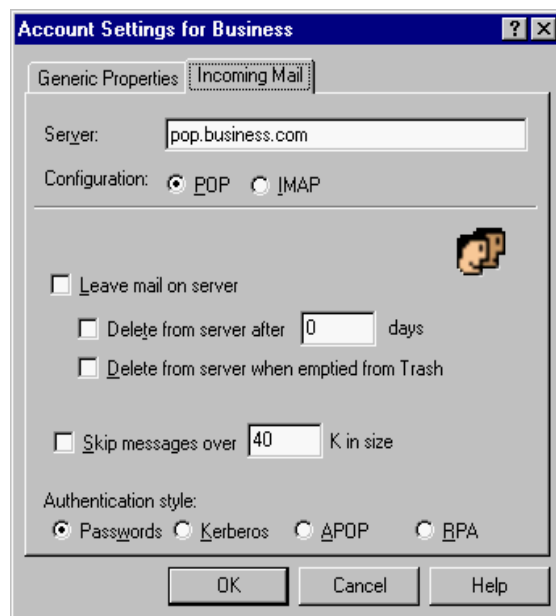 Account Settings for Business
Generic Properties Incoming Mail
Server: pop.business.com
Configuration: POP IMAP
Leave mail on server
Delete from server after 0 days
Delete from server when emptied from Trash
Skip messages over 40 K in size
Authentication style:
Passwords Kerberos APOP RPA
OK Cancel Help